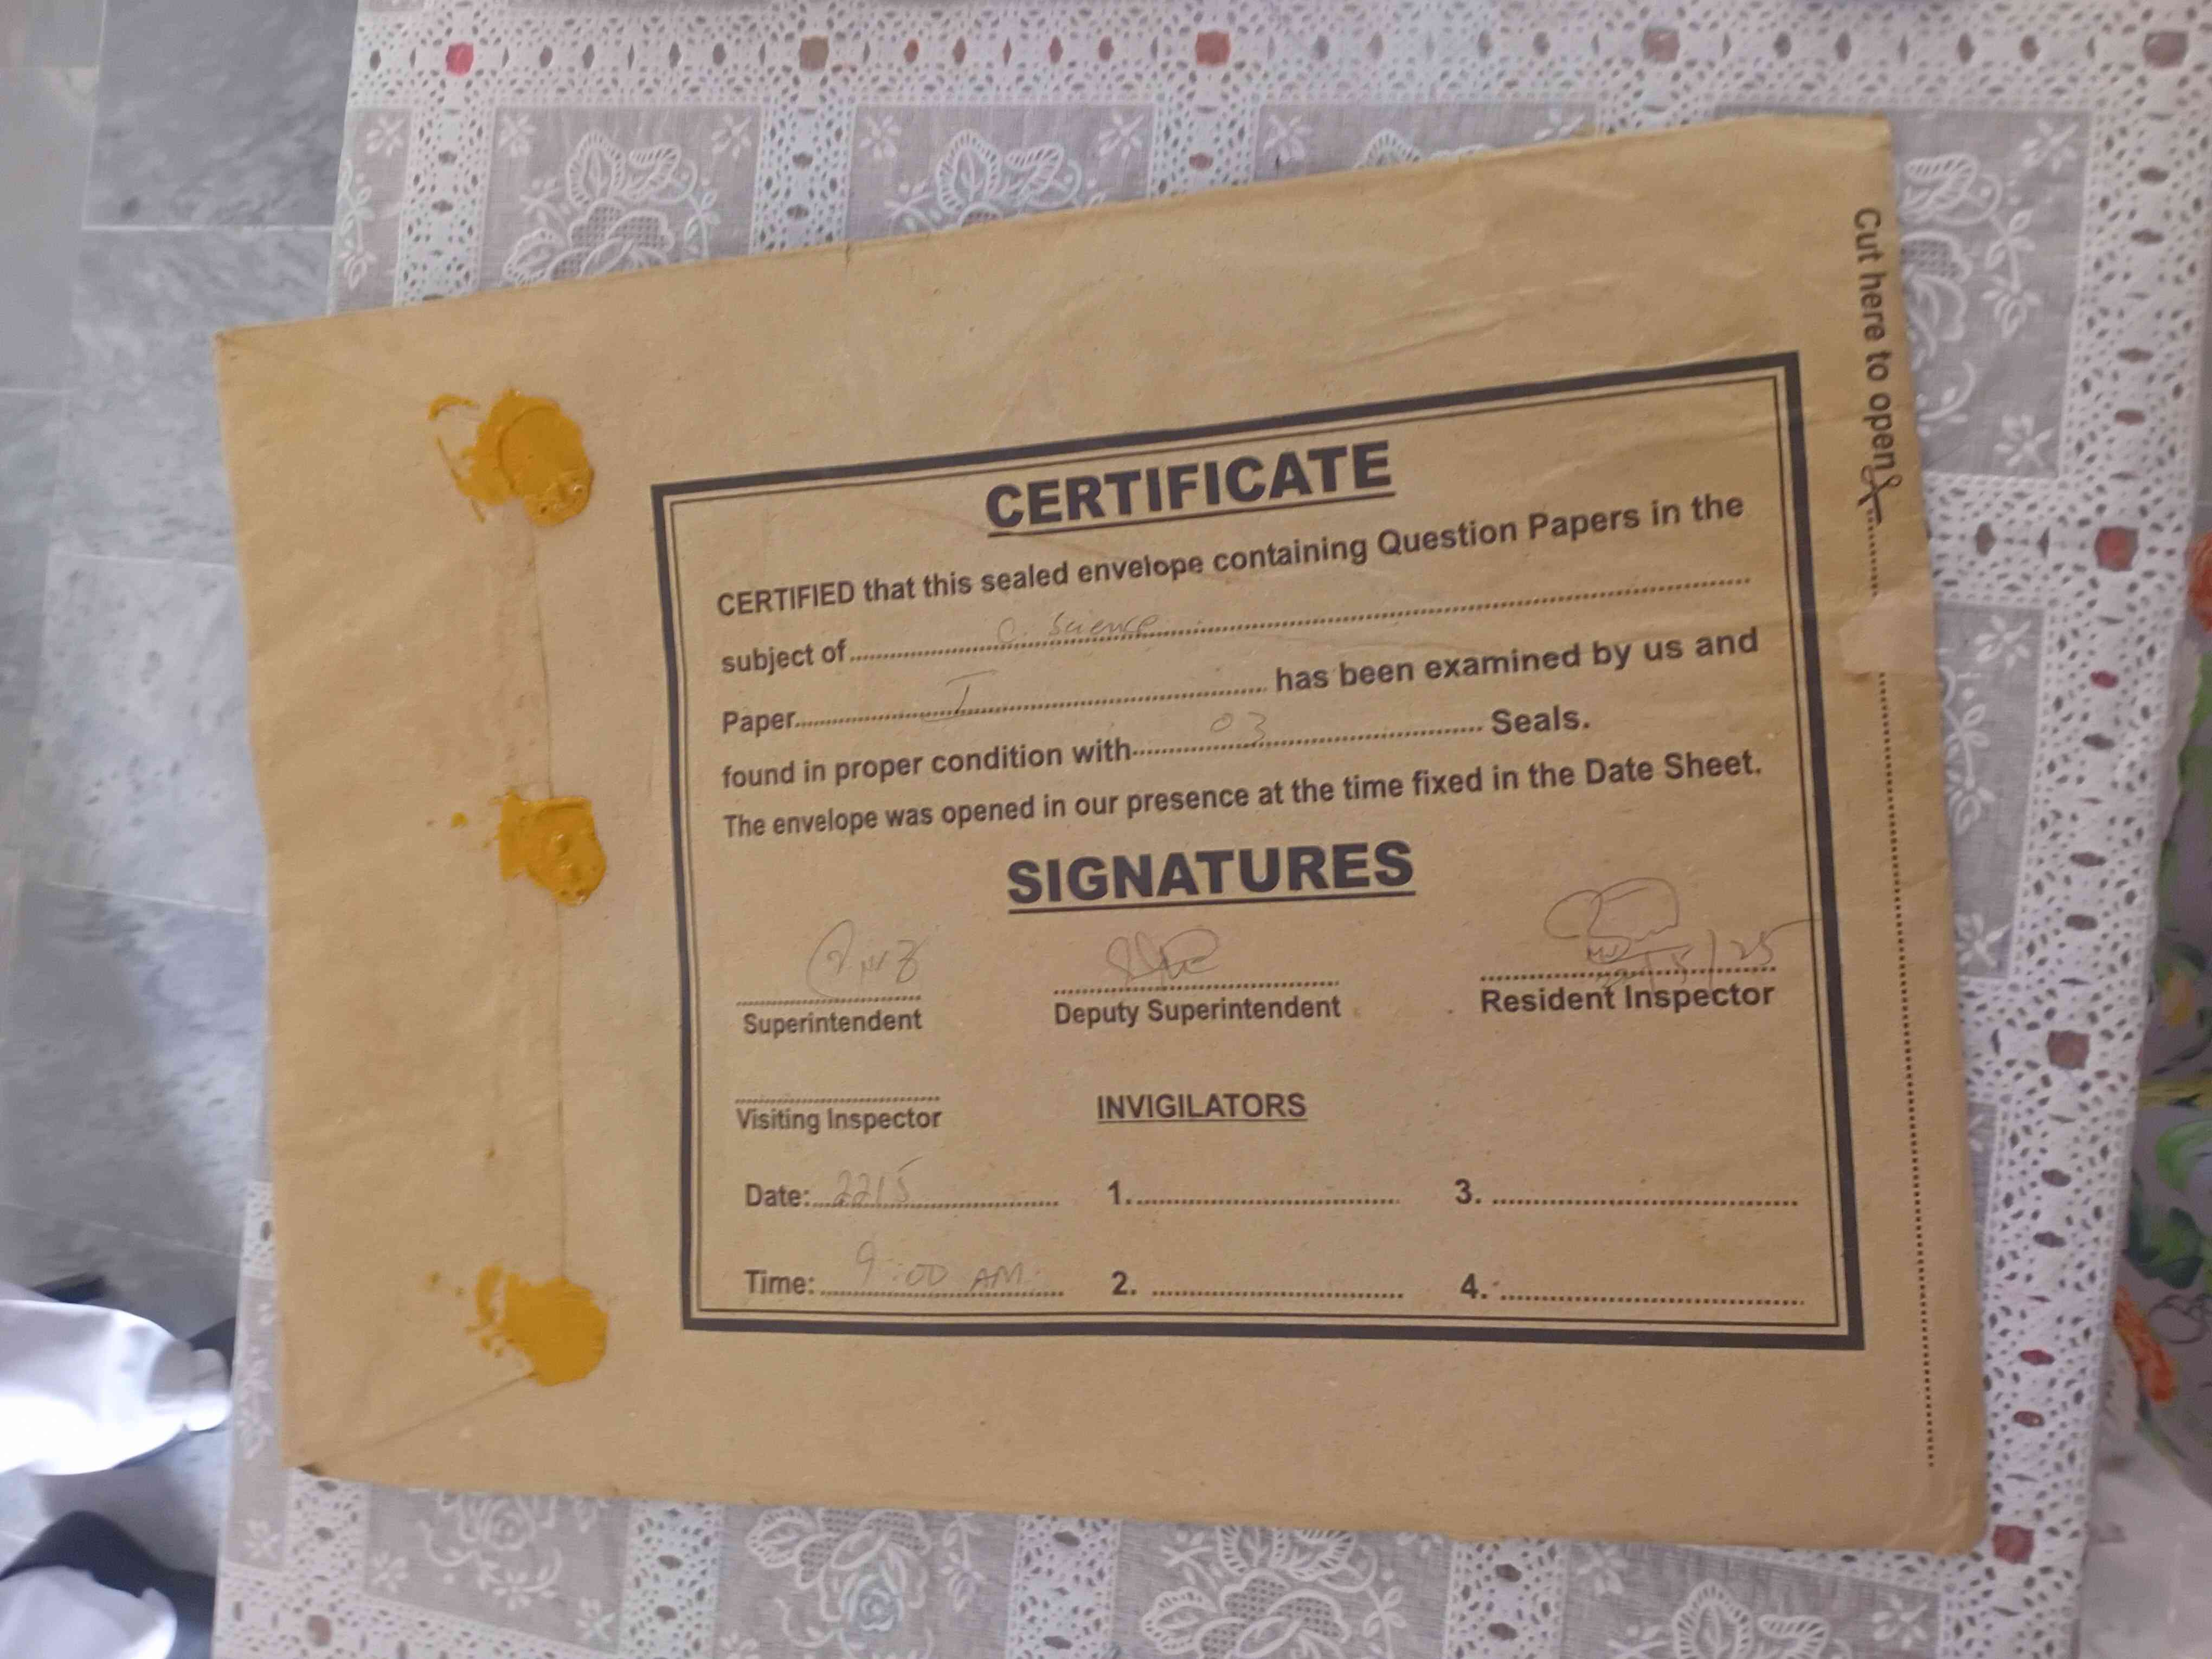 Cut here to open
CERTIFICATE
CERTIFIED that this sealed envelope containing Question Papers in the
subject of C. Science
Paper I has been examined by us and
found in proper condition with 03 Seals.
The envelope was opened in our presence at the time fixed in the Date Sheet.
SIGNATURES
Superintendent Deputy Superintendent Resident Inspector
Visiting Inspector INVIGILATORS
Date: 22/5 1. 3.
Time: 9:00 AM 2. 4.